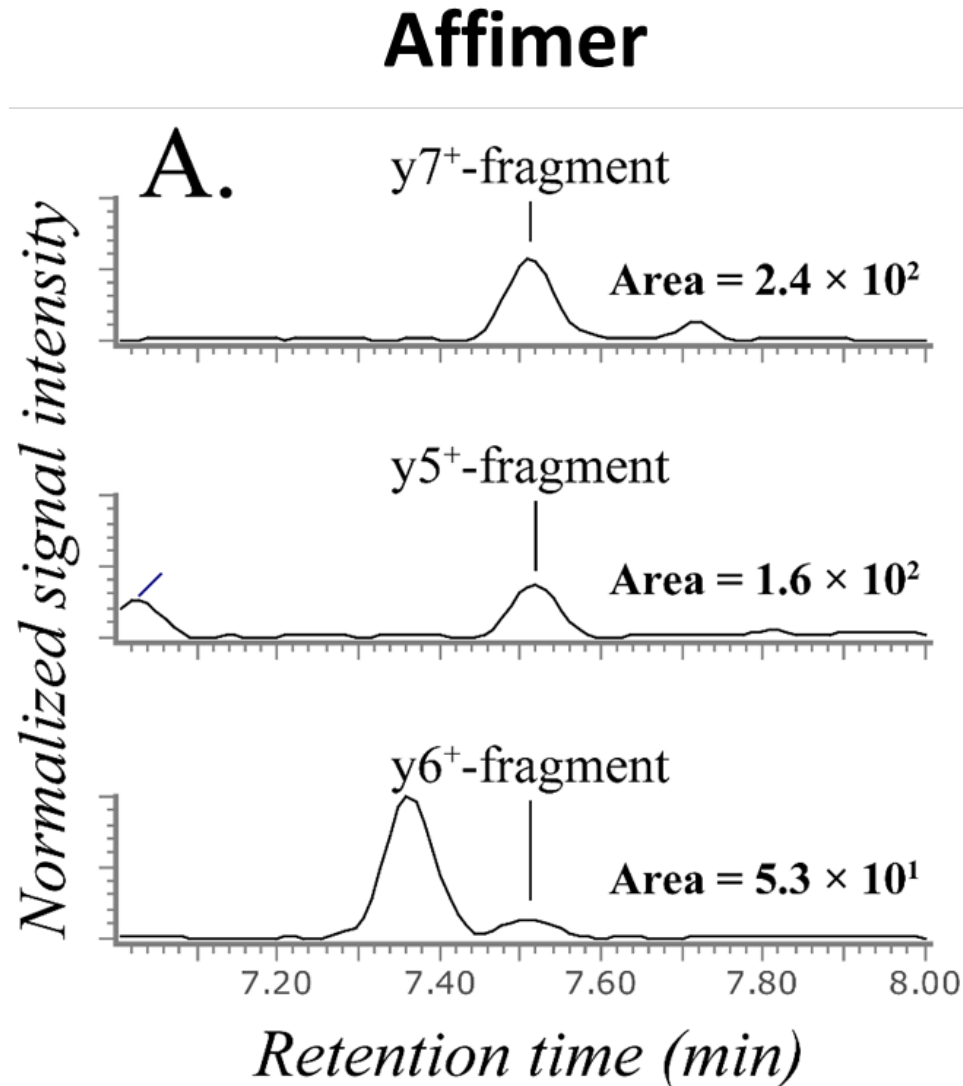 Affimer
A.
y7⁺-fragment
Area = 2.4 × 10²
y5⁺-fragment
Area = 1.6 × 10²
y6⁺-fragment
Area = 5.3 × 10¹
Normalized signal intensity
7.20 7.40 7.60 7.80 8.00
Retention time (min)